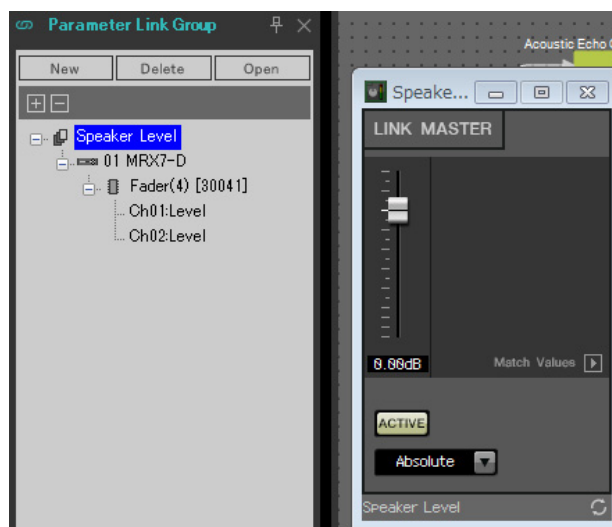 Parameter Link Group
New Delete Open
Speaker Level
01 MRX7-D
Fader(4) [30041]
Ch01:Level
Ch02:Level
Acoustic Echo
Speake...
LINK MASTER
0.00dB
Match Values
ACTIVE
Absolute
Speaker Level